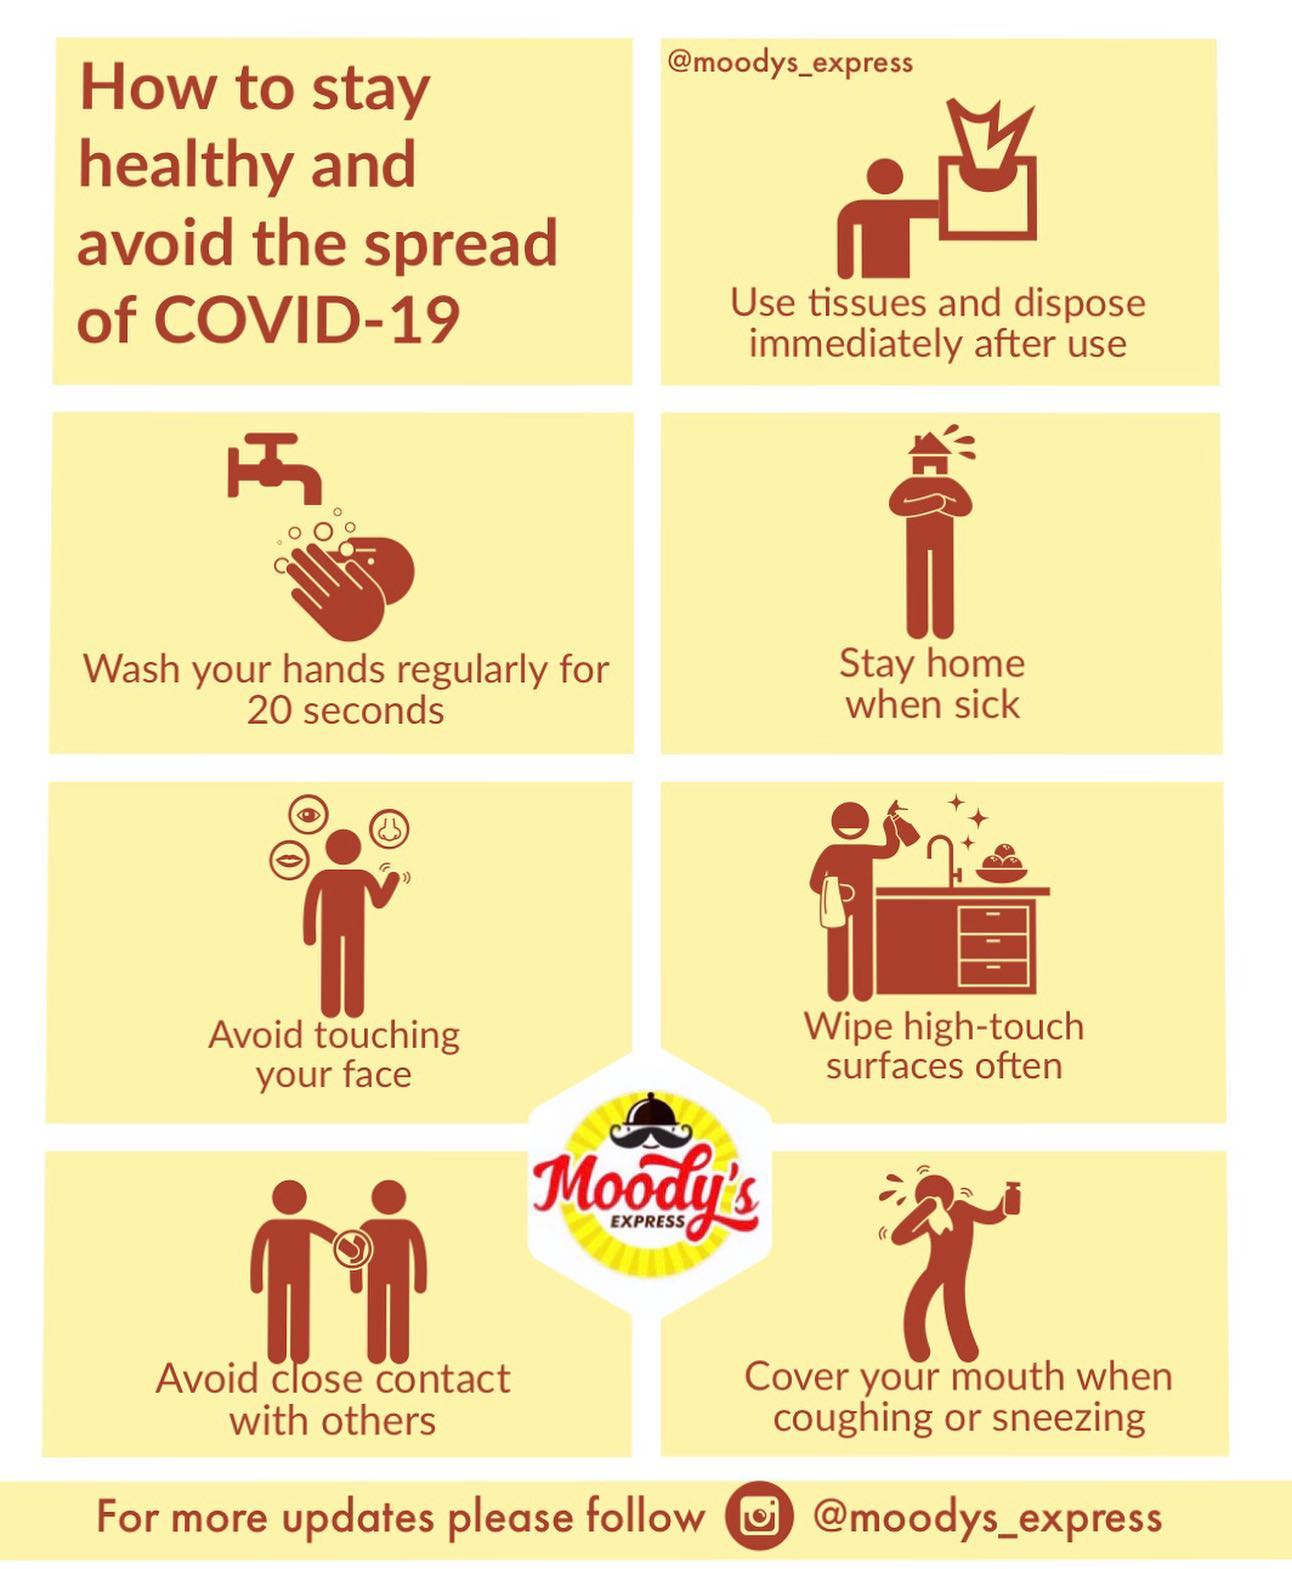 How to stay
healthy and
avoid the spread
of COVID-19
@moodys_express
Use tissues and dispose
immediately after use
Wash your hands regularly for
20 seconds
Stay home
when sick
Avoid touching
your face
Wipe high-touch
surfaces often
Moody's
EXPRESS
Avoid close contact
with others
Cover your mouth when
coughing or sneezing
For more updates please follow @moodys_express